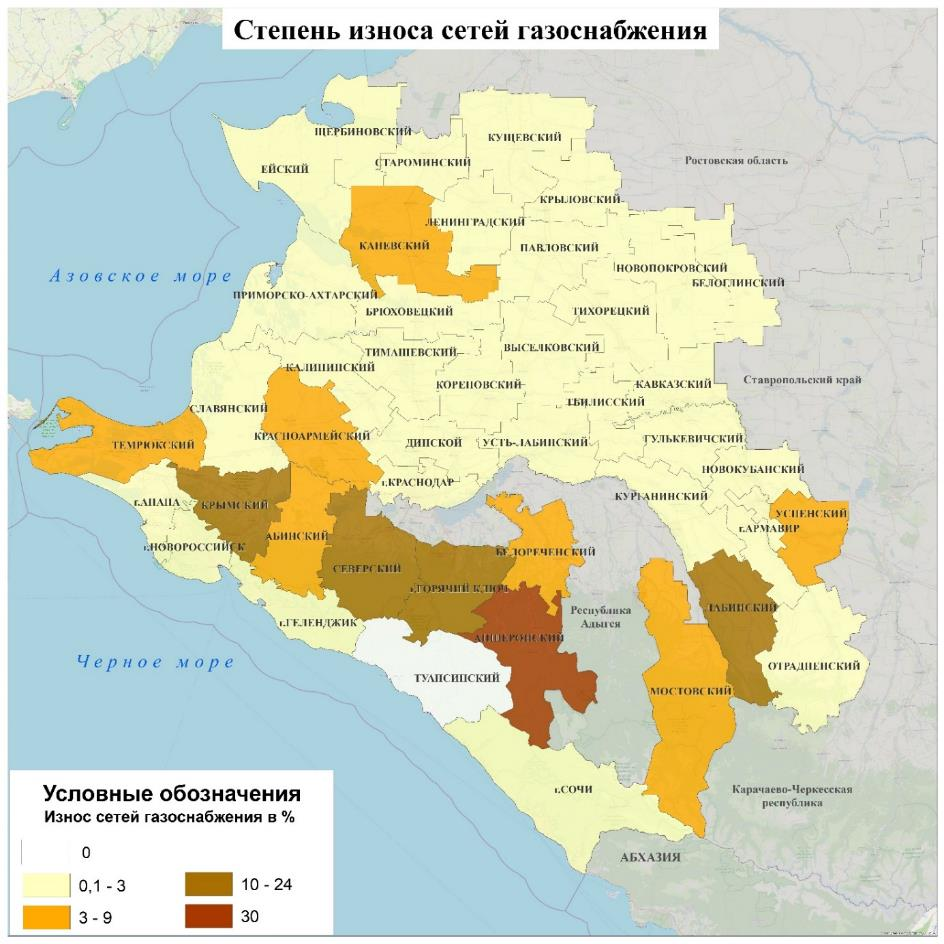 Степень износа сетей газоснабжения
ЩЕРБИНОВСКИЙ
КУЩЕВСКИЙ
СТАРОМИНСКИЙ
Ростовская область
ЕЙСКИЙ
КРЫЛОВСКИЙ
ЛЕНИНГРАДСКИЙ
КАНЕВСКИЙ
ПАВЛОВСКИЙ
Азовское море
НОВОПОКРОВСКИЙ
БЕЛОГЛИНСКИЙ
ПРИМОРСКО-АХТАРСКИЙ
БРЮХОВЕЦКИЙ
ТИХОРЕЦКИЙ
ТИМАШЕВСКИЙ
ВЫСЕЛКОВСКИЙ
КАЛИНИНСКИЙ
КОРЕНОВСКИЙ
КАВКАЗСКИЙ
Ставропольский край
ТБИЛИССКИЙ
СЛАВЯНСКИЙ
КРАСНОАРМЕЙСКИЙ
ТЕМРЮКСКИЙ
ДИНСКОЙ
УСТЬ-ЛАБИНСКИЙ
ГУЛЬКЕВИЧСКИЙ
НОВОКУБАНСКИЙ
г.КРАСНОДАР
КУРГАНИНСКИЙ
г.АНАПА
КРЫМСКИЙ
УСПЕНСКИЙ
г.АРМАВИР
АБИНСКИЙ
г.НОВОРОССИЙСК
БЕЛОРЕЧЕНСКИЙ
СЕВЕРСКИЙ
г.ГОРЯЧИЙ КЛЮЧ
ЛАБИНСКИЙ
Республика
Адыгея
г.ГЕЛЕНДЖИК
АПШЕРОНСКИЙ
Черное море
ОТРАДНЕНСКИЙ
ТУАПСИНСКИЙ
МОСТОВСКИЙ
г.СОЧИ
Карачаево-Черкесская
республика
АБХАЗИЯ
Условные обозначения
Износ сетей газоснабжения в %
0
0,1 - 3
10 - 24
3 - 9
30